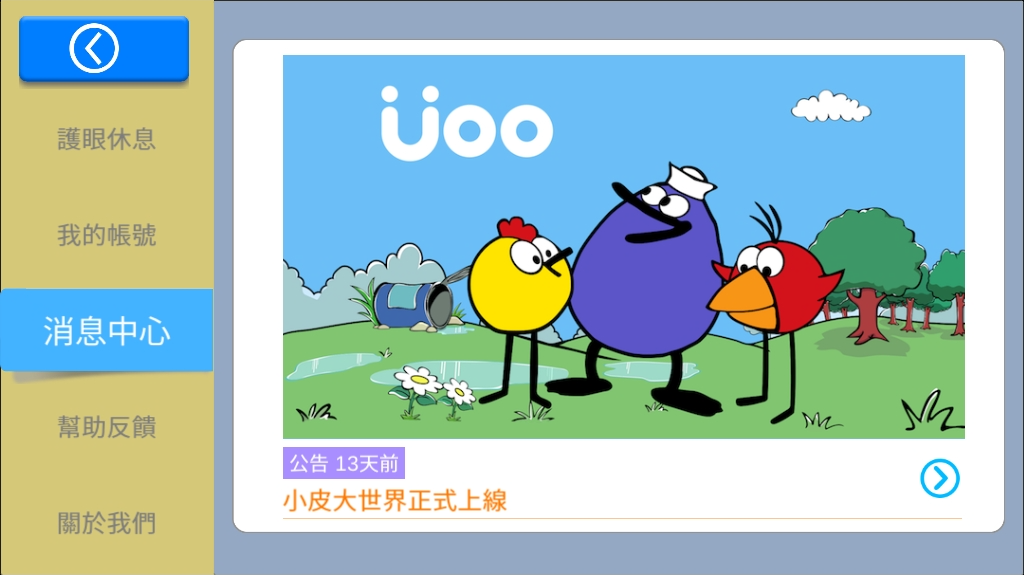 護眼休息
我的帳號
消息中心
幫助反饋
關於我們
üoo
公告 13天前
小皮大世界正式上線